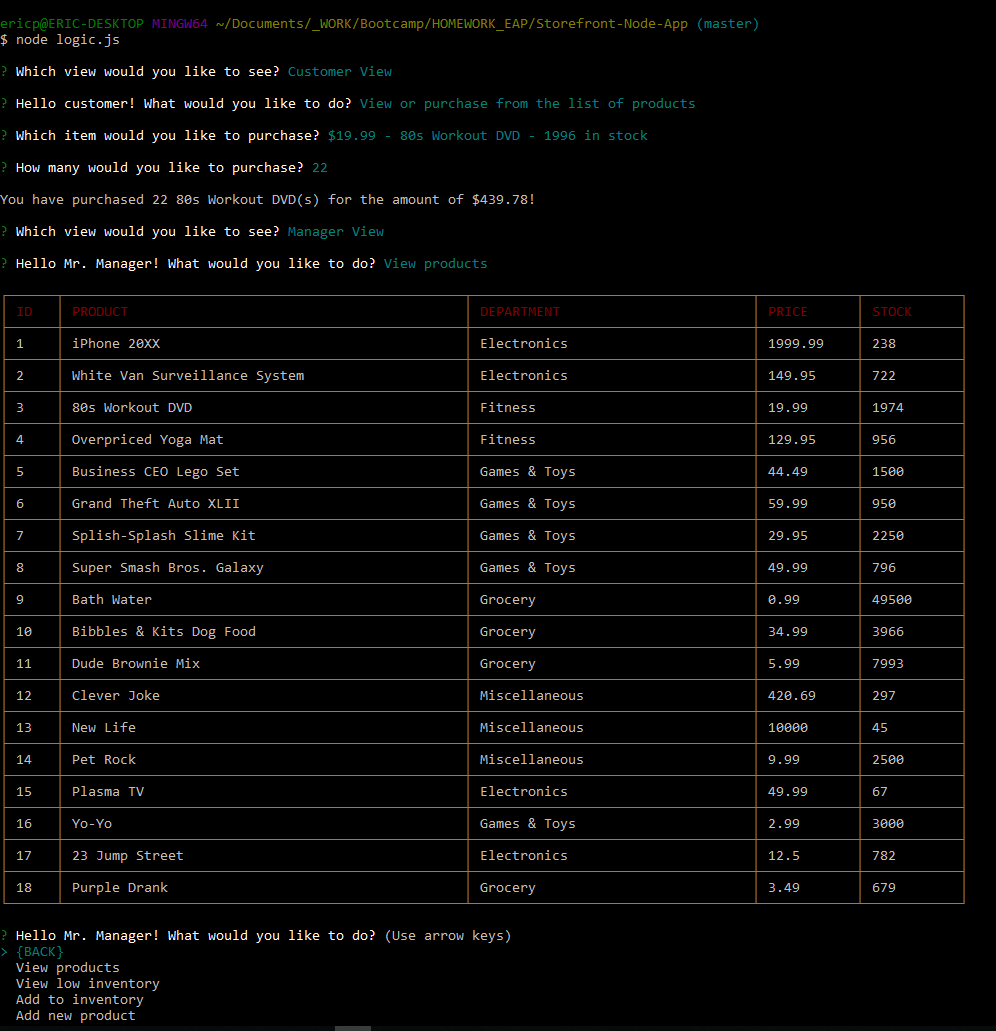 ericp@ERIC-DESKTOP MINGW64 ~/Documents/_WORK/Bootcamp/HOMEWORK_EAP/Storefront-Node-App (master)
$ node logic.js
? Which view would you like to see? Customer View
? Hello customer! What would you like to do? View or purchase from the list of products
? Which item would you like to purchase? $19.99 - 80s Workout DVD - 1996 in stock
? How many would you like to purchase? 22
You have purchased 22 80s Workout DVD(s) for the amount of $439.78!
? Which view would you like to see? Manager View
? Hello Mr. Manager! What would you like to do? View products
ID PRODUCT DEPARTMENT PRICE STOCK
1 iPhone 20XX Electronics 1999.99 238
2 White Van Surveillance System Electronics 149.95 722
3 80s Workout DVD Fitness 19.99 1974
4 Overpriced Yoga Mat Fitness 129.95 956
5 Business CEO Lego Set Games & Toys 44.49 1500
6 Grand Theft Auto XLII Games & Toys 59.99 950
7 Splish-Splash Slime Kit Games & Toys 29.95 2250
8 Super Smash Bros. Galaxy Games & Toys 49.99 796
9 Bath Water Grocery 0.99 49500
10 Bibbles & Kits Dog Food Grocery 34.99 3966
11 Dude Brownie Mix Grocery 5.99 7993
12 Clever Joke Miscellaneous 420.69 297
13 New Life Miscellaneous 10000 45
14 Pet Rock Miscellaneous 9.99 2500
15 Plasma TV Electronics 49.99 67
16 Yo-Yo Games & Toys 2.99 3000
17 23 Jump Street Electronics 12.5 782
18 Purple Drank Grocery 3.49 679
? Hello Mr. Manager! What would you like to do? (Use arrow keys)
> {BACK}
View products
View low inventory
Add to inventory
Add new product